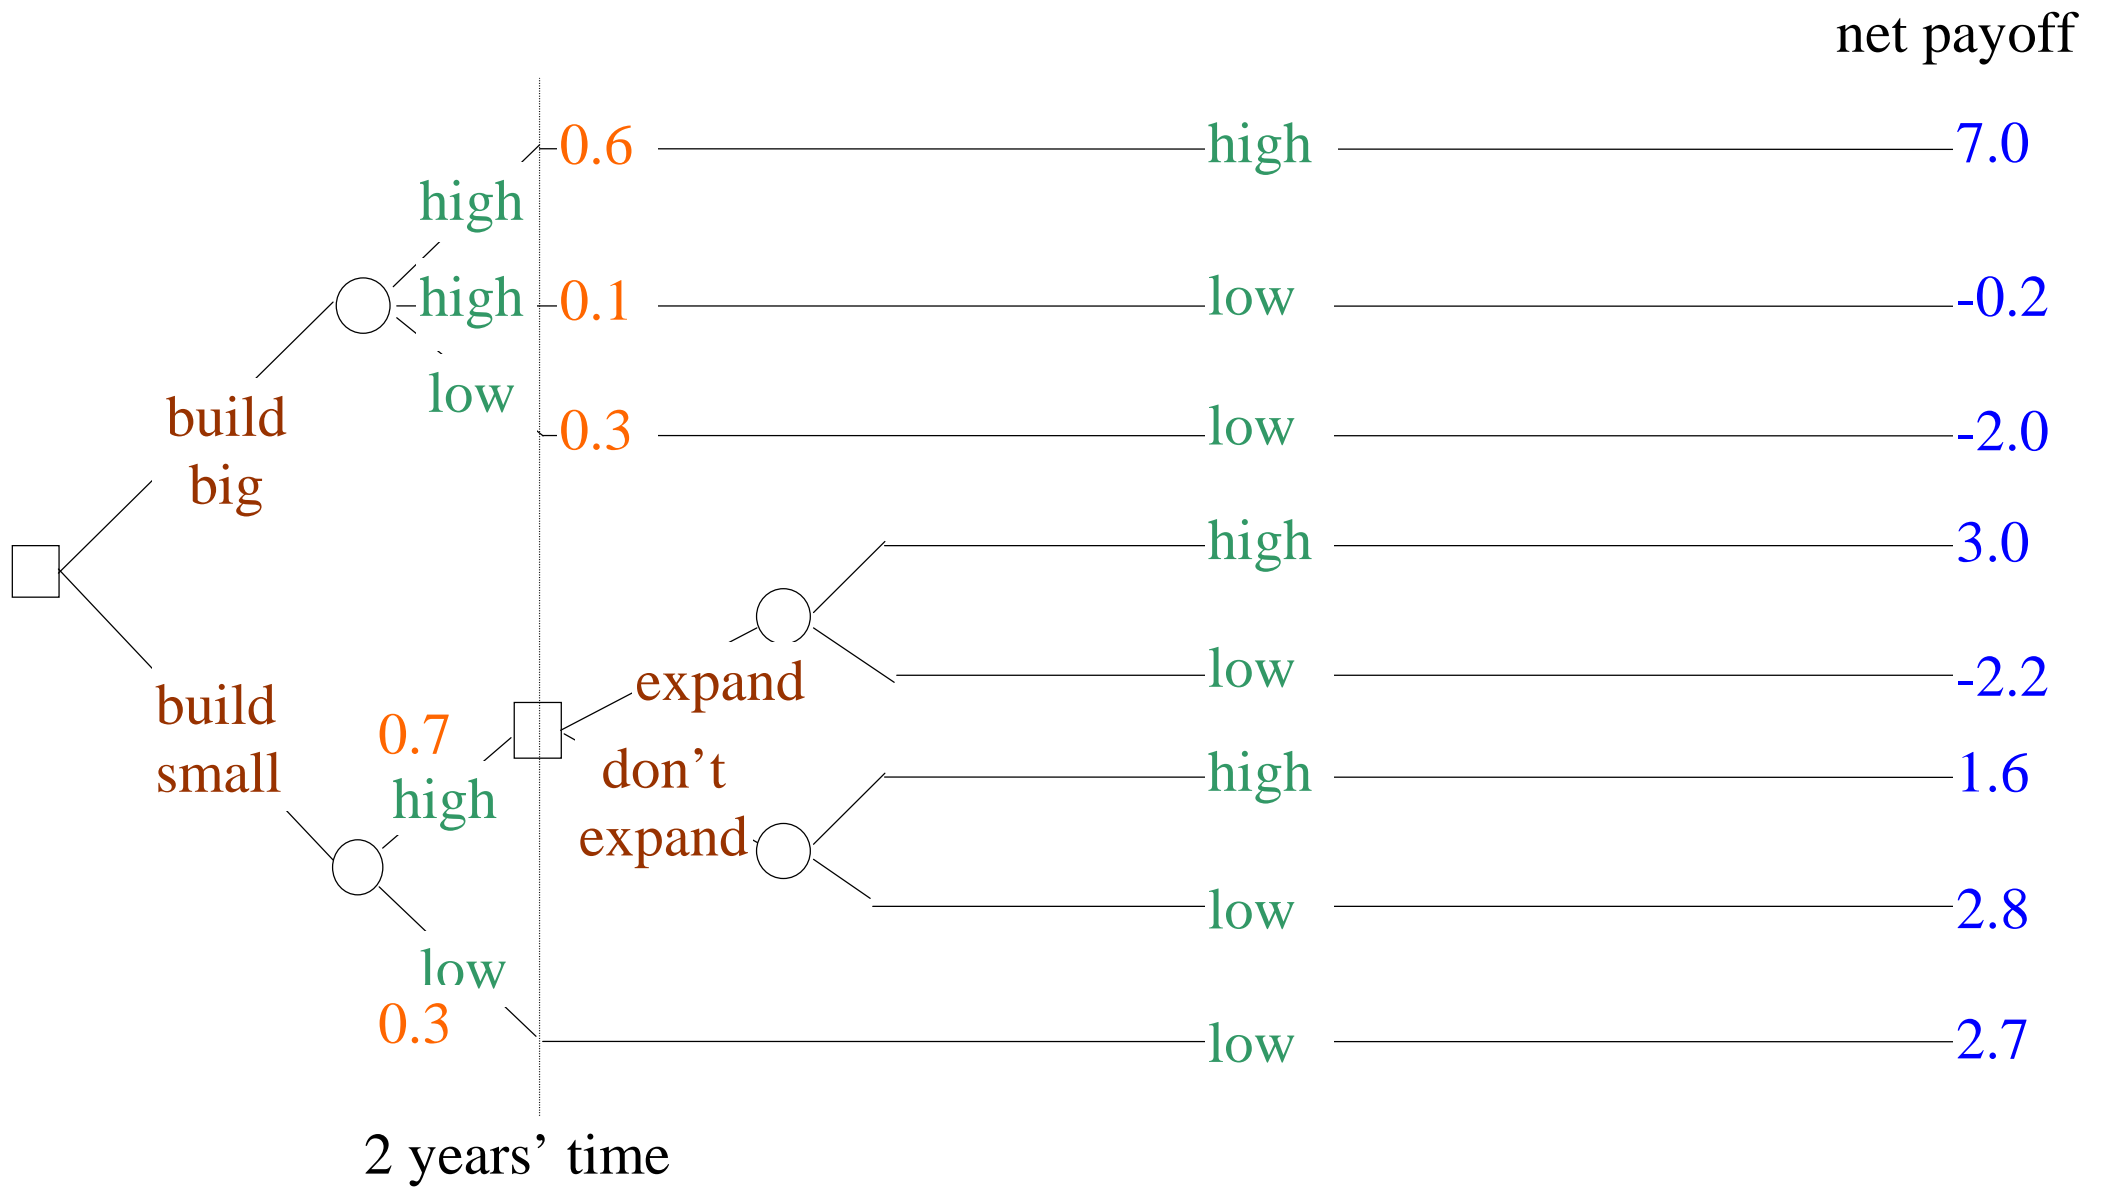 net payoff
0.6 high 7.0
high
high 0.1 low -0.2
low
0.3 low -2.0
build
big
high 3.0
low -2.2
expand
build
small
0.7
high
don’t
expand
high 1.6
low 2.8
low
0.3
low 2.7
2 years’ time